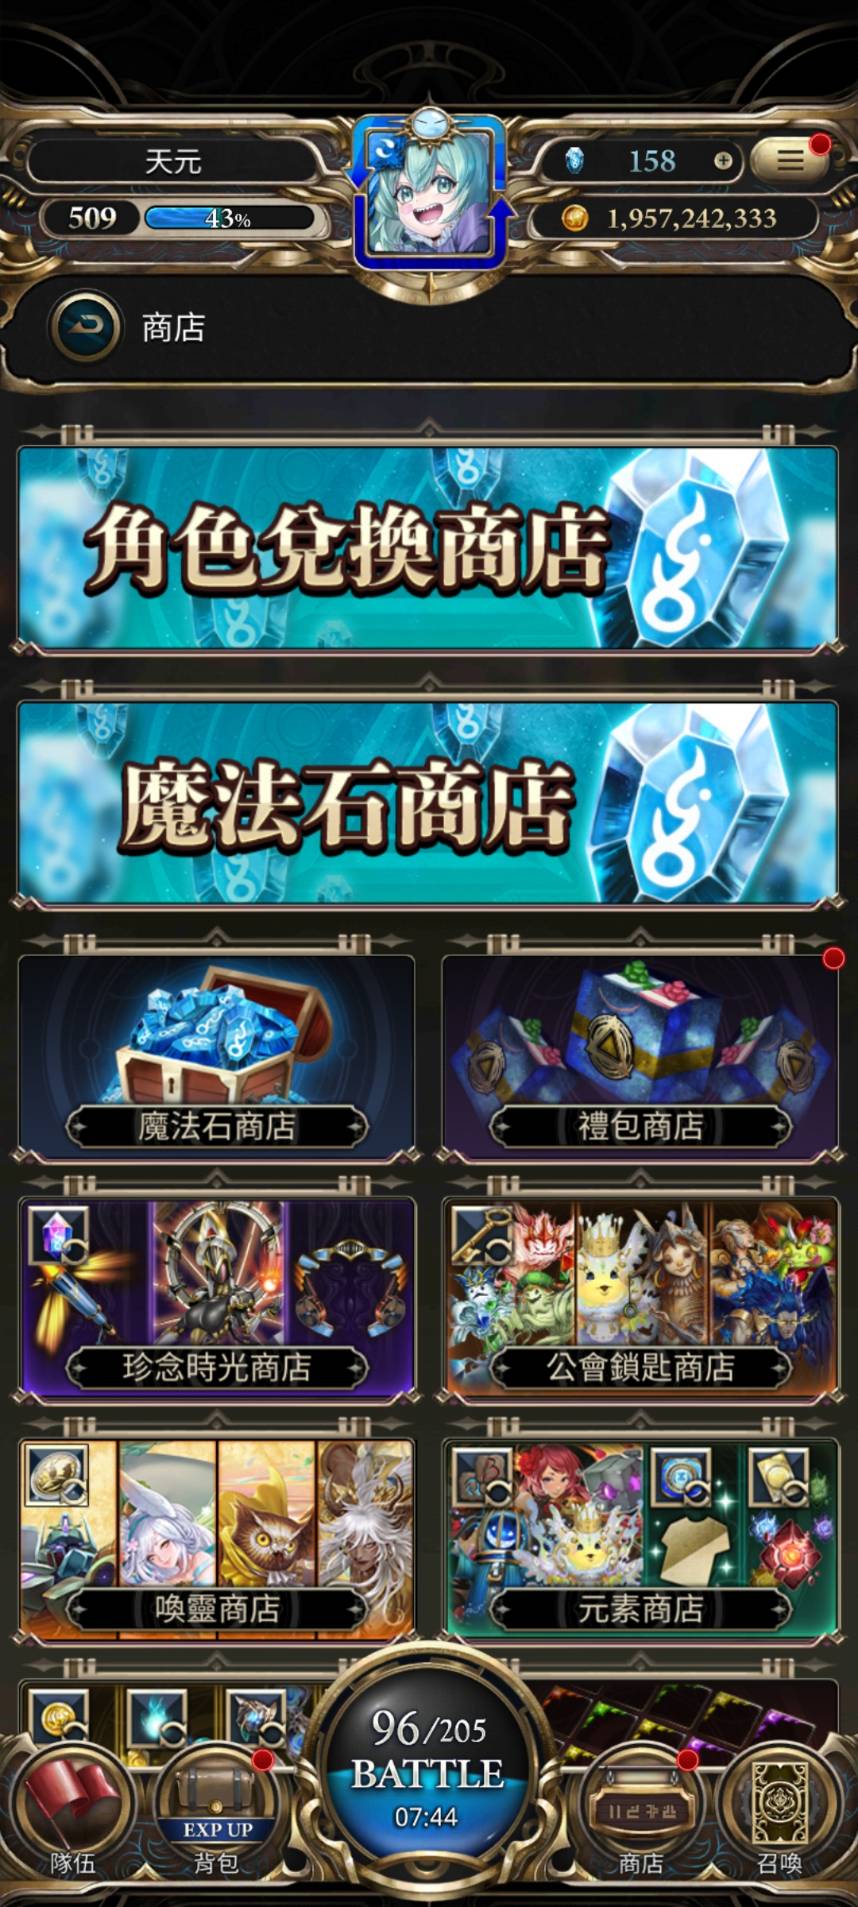 天元
158
509
43%
1,957,242,333
商店
角色兌換商店
魔法石商店
魔法石商店
禮包商店
珍念時光商店
公會鎖匙商店
喚靈商店
元素商店
96/205
BATTLE
07:44
EXP UP
隊伍
背包
商店
召喚